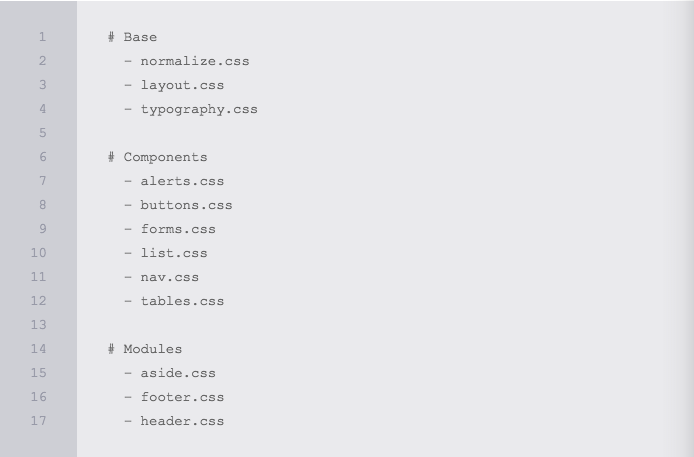 1 # Base
2 – normalize.css
3 – layout.css
4 – typography.css
5
6 # Components
7 – alerts.css
8 – buttons.css
9 – forms.css
10 – list.css
11 – nav.css
12 – tables.css
13
14 # Modules
15 – aside.css
16 – footer.css
17 – header.css